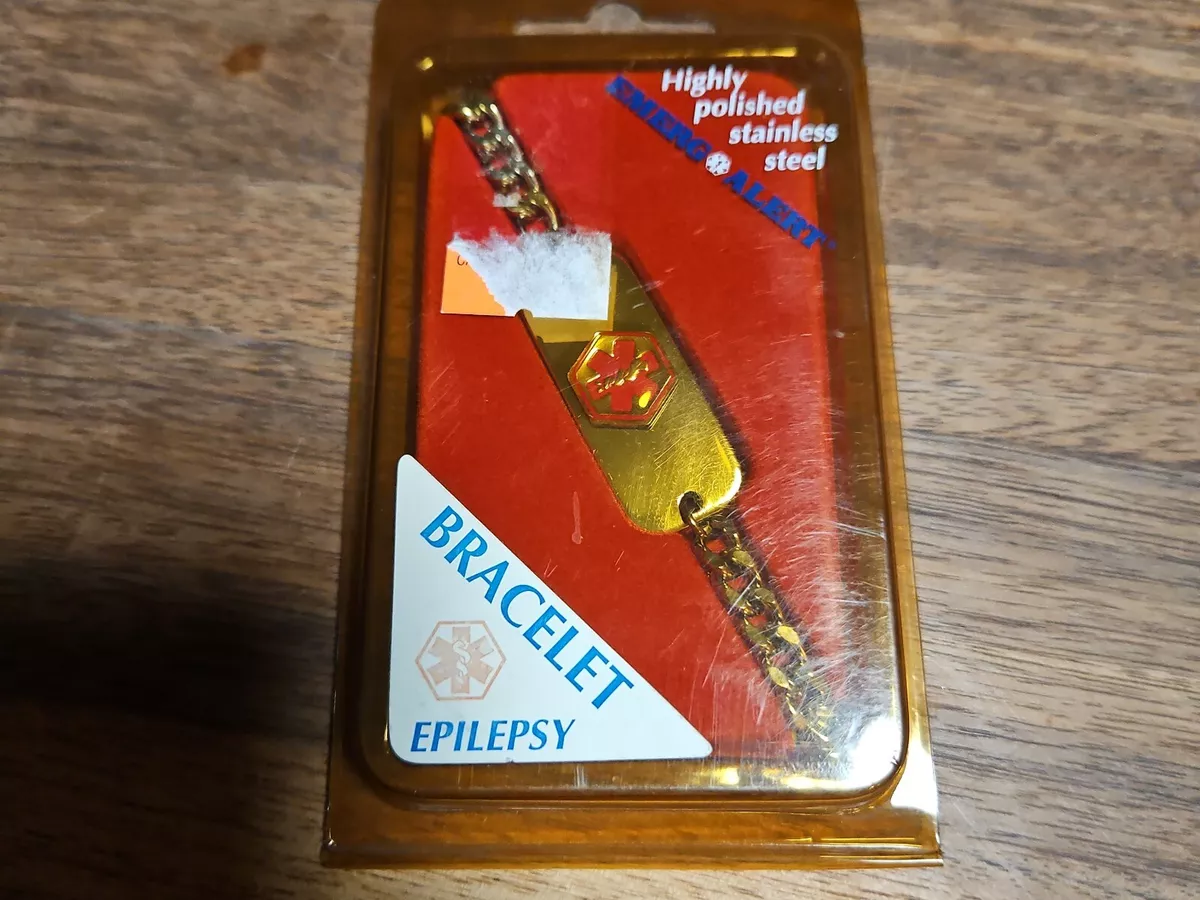 Highly
polished
stainless
steel
EMERG ALERT
BRACELET
EPILEPSY